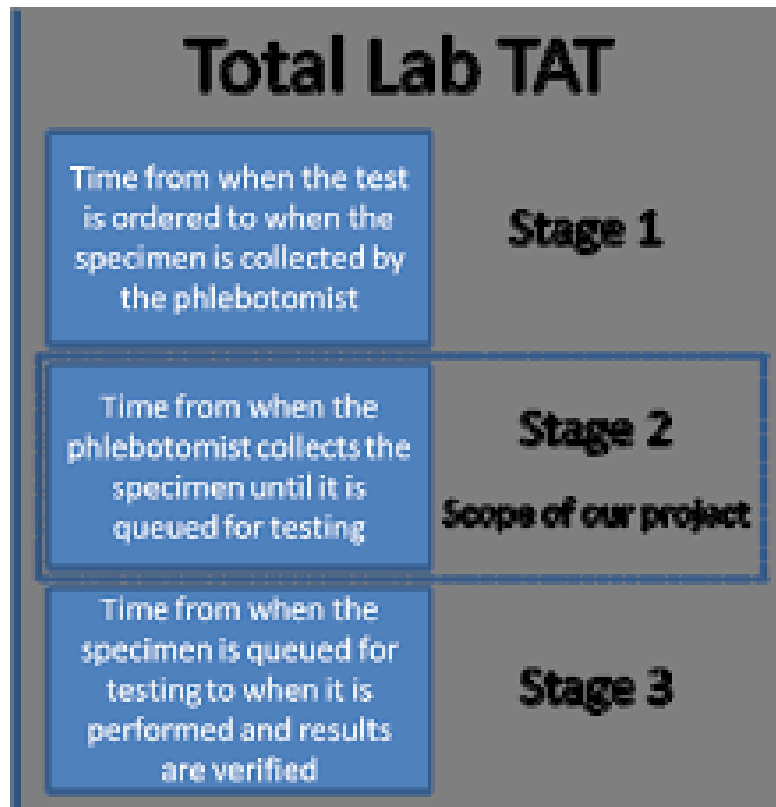 Total Lab TAT
Time from when the test
is ordered to when the
specimen is collected by
the phlebotomist
Stage 1
Time from when the
phlebotomist collects the
specimen until it is
queued for testing
Stage 2
Scope of our project
Time from when the
specimen is queued for
testing to when it is
performed and results
are verified
Stage 3